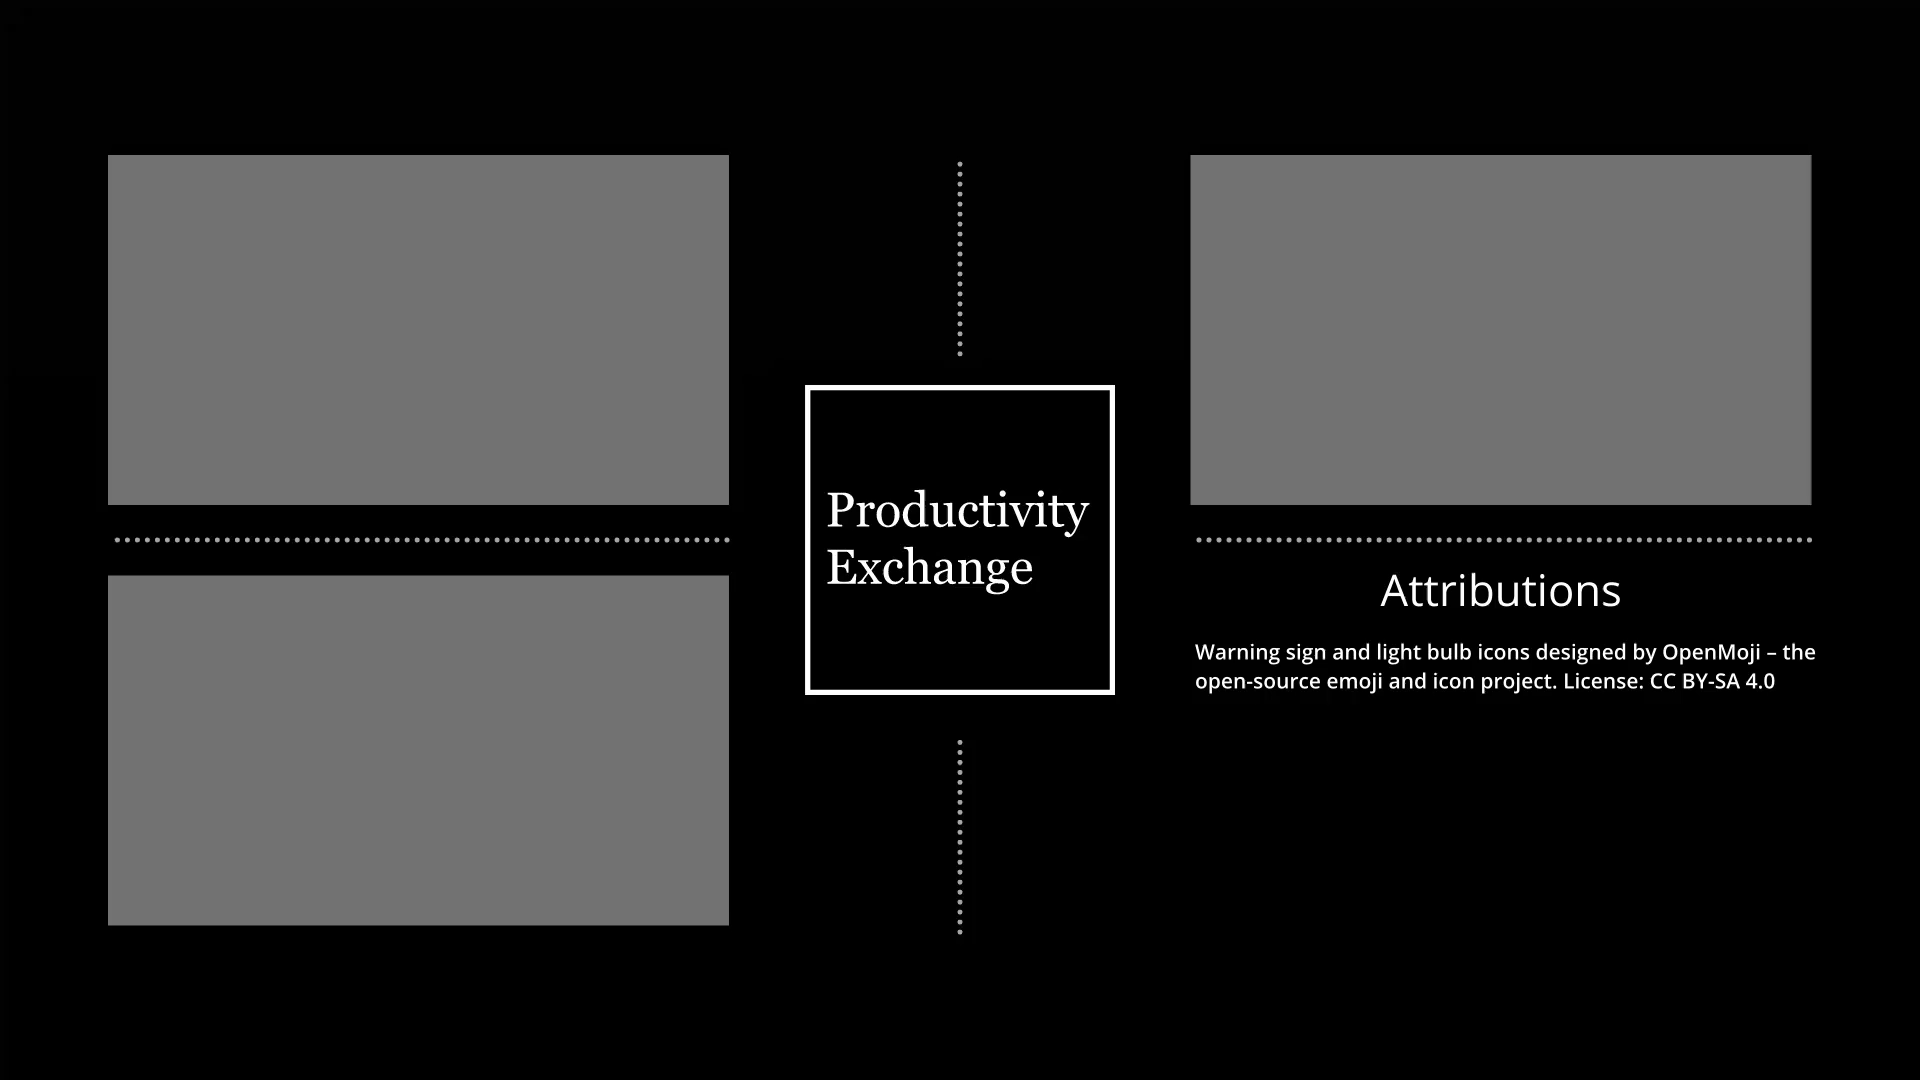 Productivity
Exchange
Attributions
Warning sign and light bulb icons designed by OpenMoji – the
open-source emoji and icon project. License: CC BY-SA 4.0